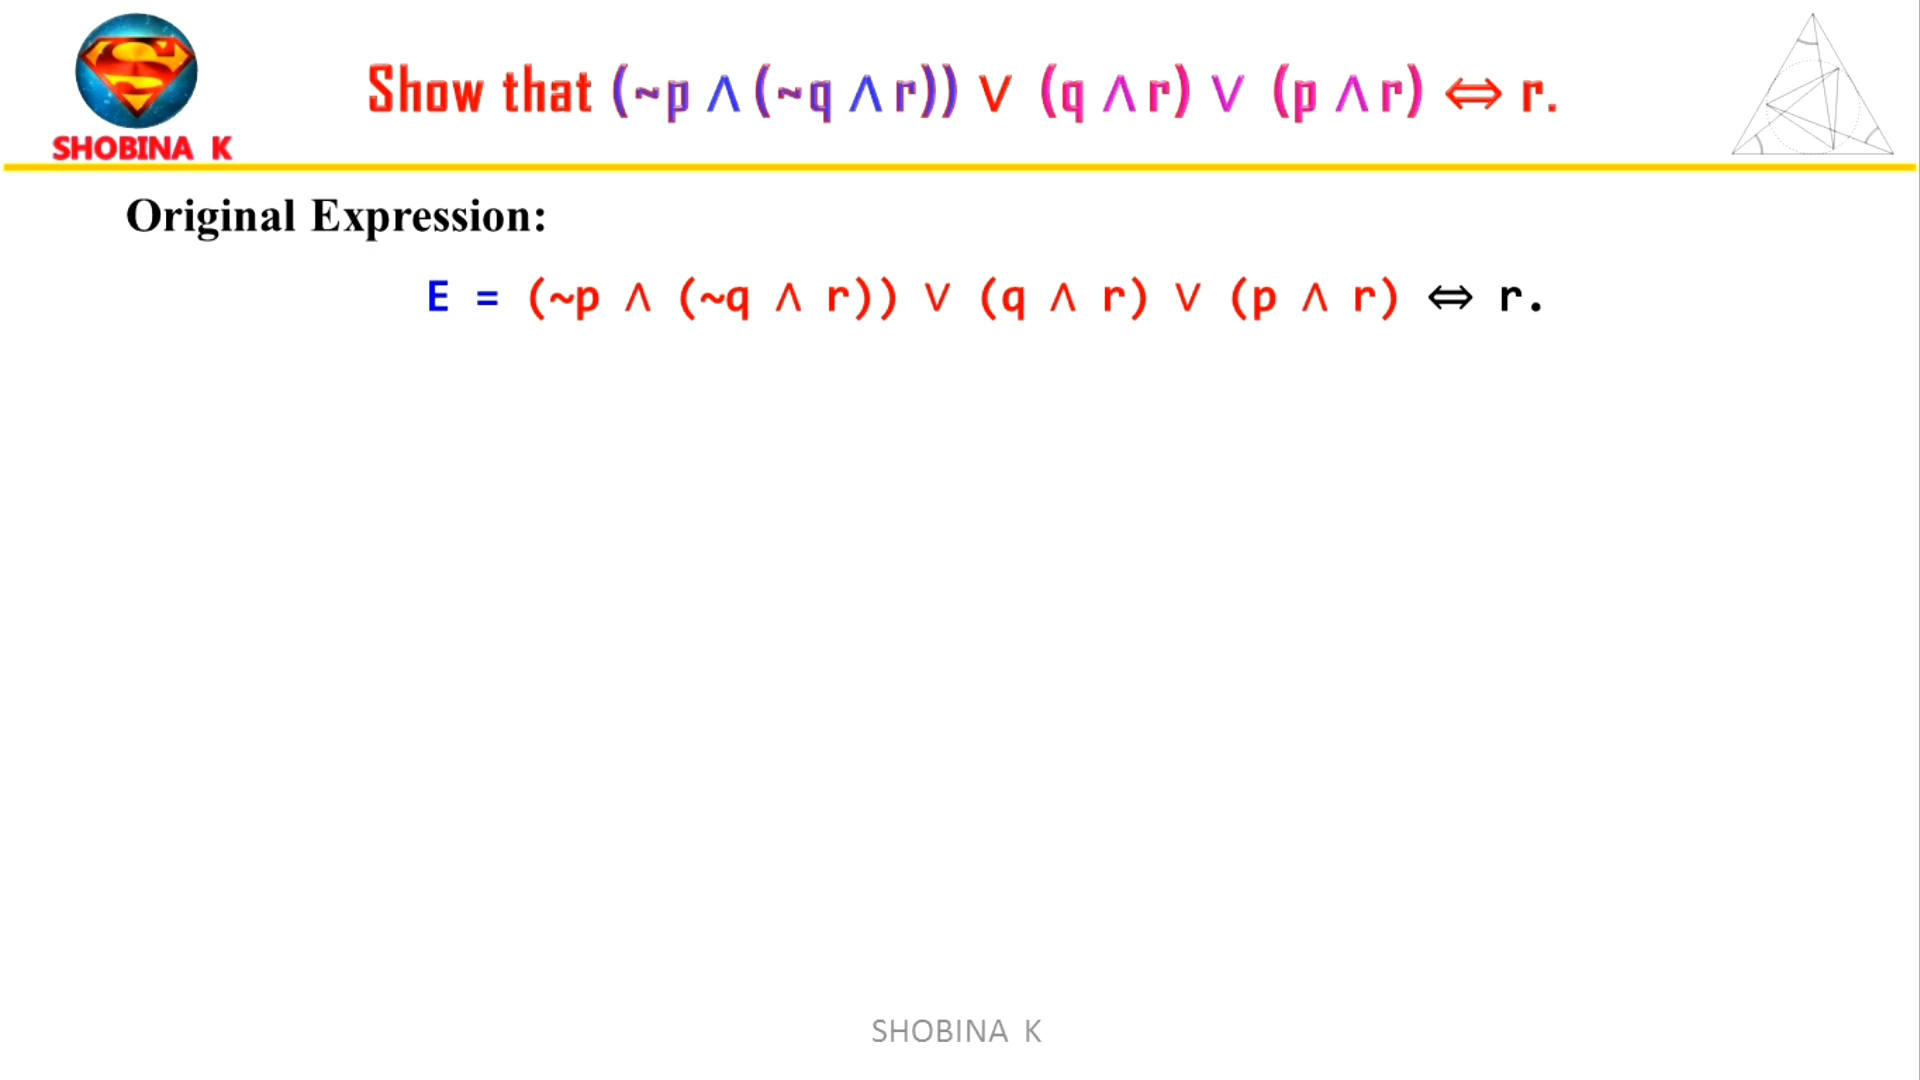 Show that (~p ∧ (~q ∧ r)) ∨ (q ∧ r) ∨ (p ∧ r) ⇔ r.
SHOBINA K
Original Expression:
E = (~p ∧ (~q ∧ r)) ∨ (q ∧ r) ∨ (p ∧ r) ⇔ r.
SHOBINA K